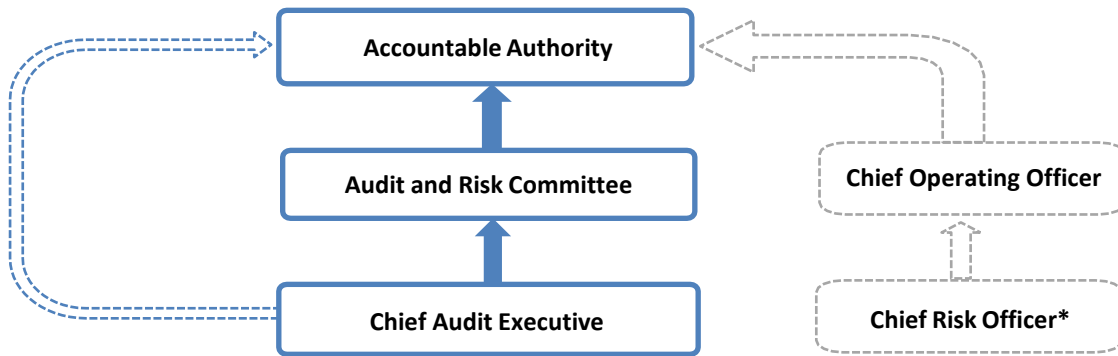 Accountable Authority
Audit and Risk Committee
Chief Operating Officer
Chief Audit Executive
Chief Risk Officer*